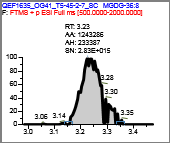 QEF1635_OG41_T5-45-2-7_SC MGDG-36:8
F: FTMS + p ESI Full ms [500.0000-2000.0000]
RT: 3.23
AA: 1243286
AH: 233387
SN: 2.83E+015
100
80
60
40
20
0
3.06
3.14
3.28
3.30
3.35
3.0 3.1 3.2 3.3 3.4